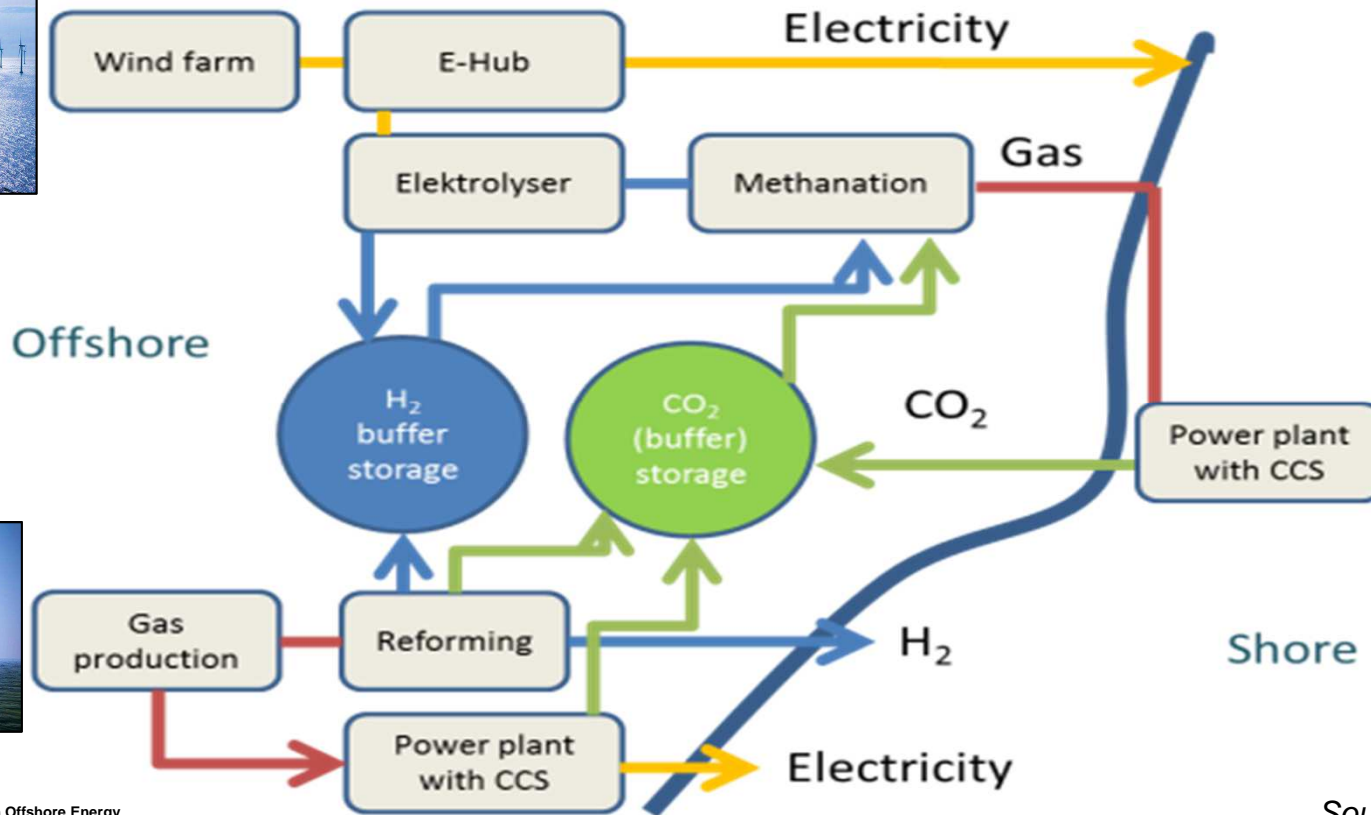 Electricity
Wind farm
E-Hub
Gas
Elektrolyser
Methanation
Offshore
H₂
buffer
storage
CO₂
(buffer)
storage
CO₂
Power plant
with CCS
Gas
production
Reforming
H₂
Shore
Power plant
with CCS
Electricity
Offshore Energy